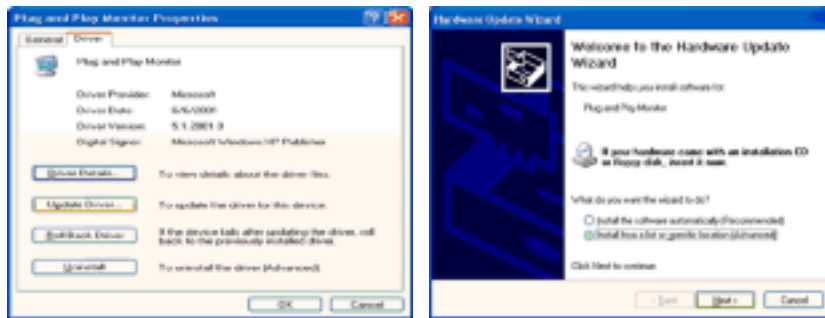 Plug and Play Monitor Properties
General Driver
Plug and Play Monitor
Driver Provider: Microsoft
Driver Date: 6/6/2001
Driver Version: 5.1.2001.0
Digital Signer: Microsoft Windows XP Publisher
Driver Details... To view details about the driver files.
Update Driver... To update the driver for this device.
Roll Back Driver If the device fails after updating the driver, roll
back to the previously installed driver.
Uninstall To uninstall the driver (Advanced).
OK Cancel
Hardware Update Wizard
Welcome to the Hardware Update
Wizard
This wizard helps you install software for:
Plug and Play Monitor
If your hardware came with an installation CD
or floppy disk, insert it now.
What do you want the wizard to do?
Install the software automatically (Recommended)
Install from a list or specific location (Advanced)
Click Next to continue.
< Back Next > Cancel